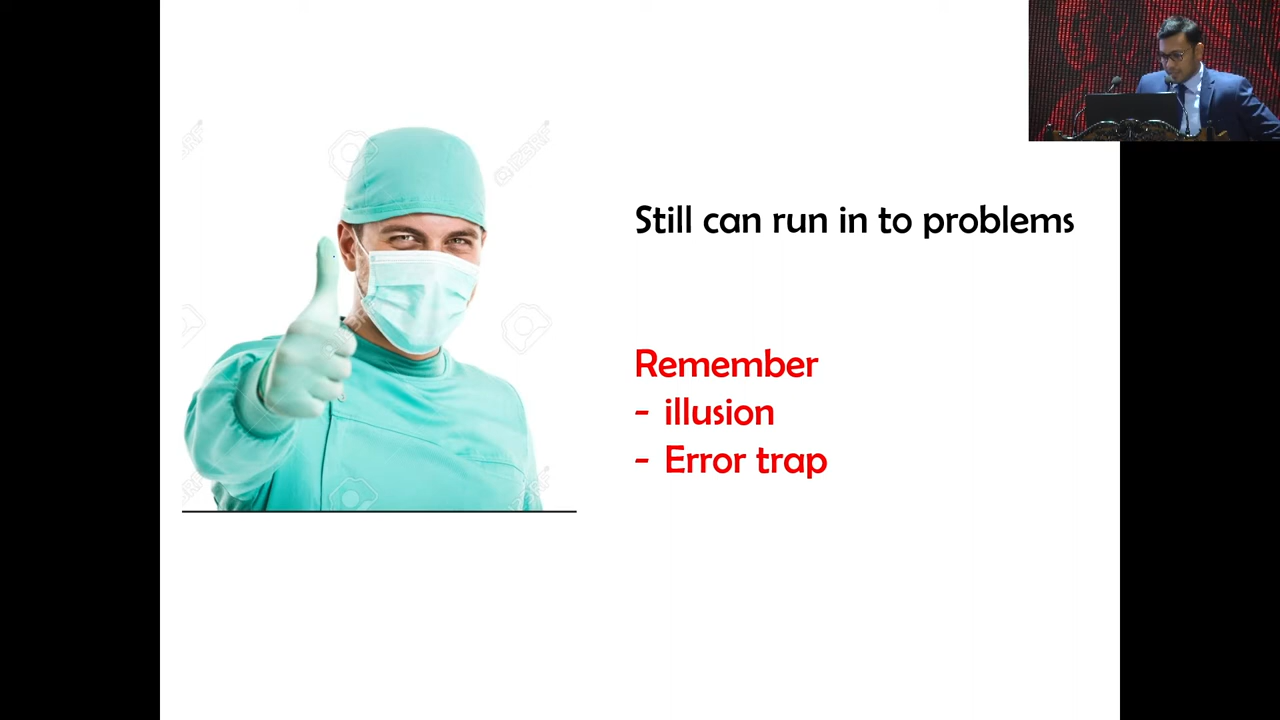 Still can run in to problems
Remember
- illusion
- Error trap